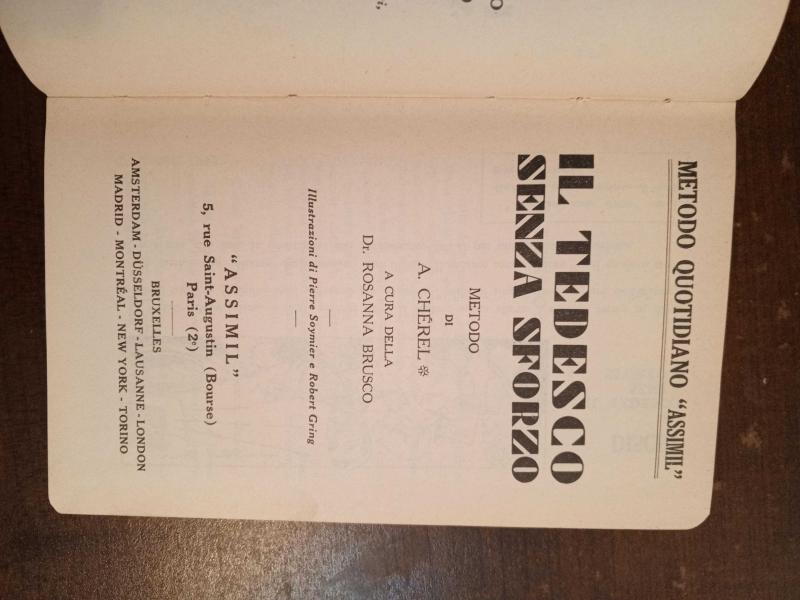 METODO QUOTIDIANO "ASSIMIL"
IL TEDESCO
SENZA SFORZO
METODO
DI
A. CHÉREL ❊
A CURA DELLA
Dr. ROSANNA BRUSCO
Illustrazioni di Pierre Soymier e Robert Gring
"ASSIMIL"
5, rue Saint-Augustin (Bourse)
Paris (2e)
BRUXELLES
AMSTERDAM - DÜSSELDORF - LAUSANNE - LONDON
MADRID - MONTRÉAL - NEW YORK - TORINO